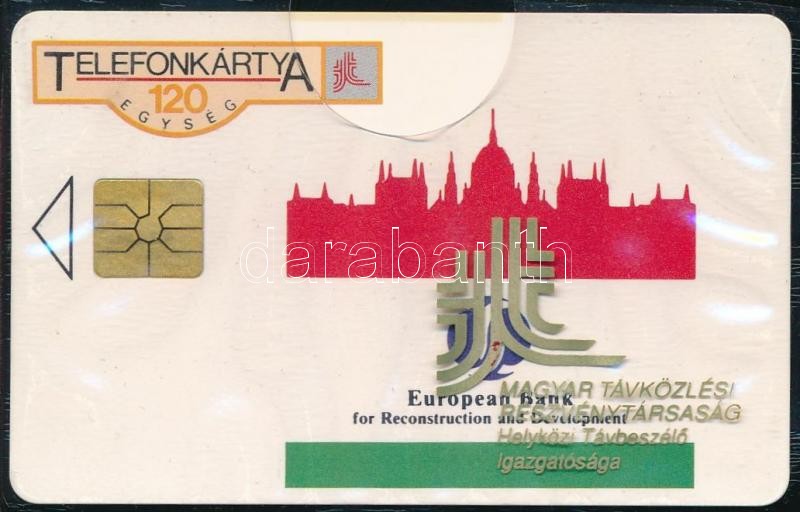 TELEFONKÁRTYA
120
EGYSÉG
darabanth
European Bank
for Reconstruction and Development
MAGYAR TÁVKÖZLÉSI
RÉSZVÉNYTÁRSASÁG
Helyközi Távbeszélő
Igazgatósága